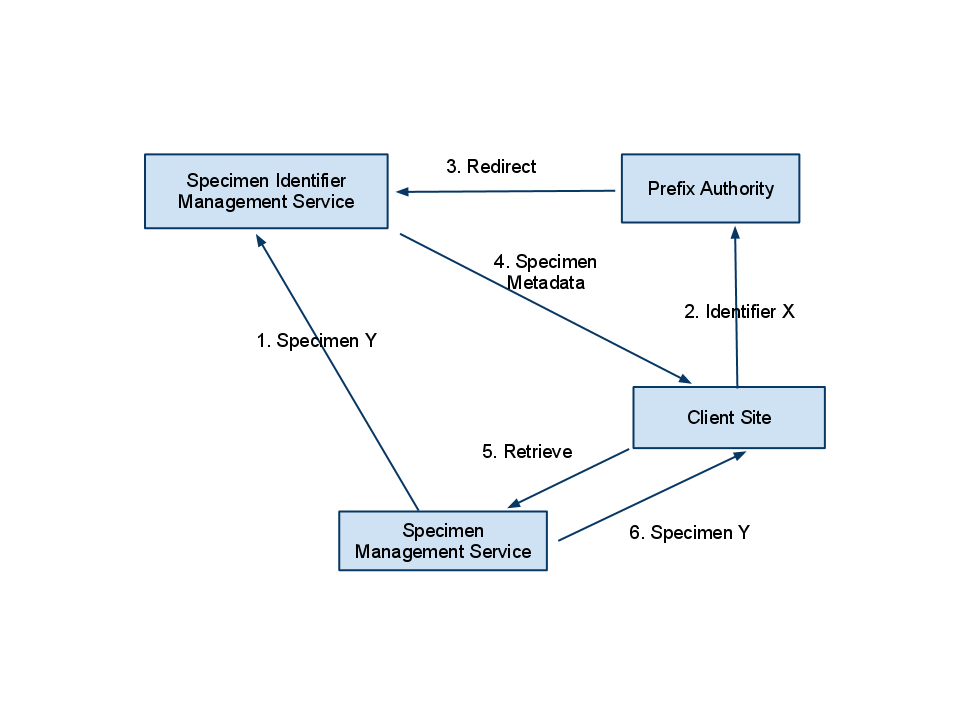 3. Redirect
Specimen Identifier
Management Service
Prefix Authority
4. Specimen
Metadata
2. Identifier X
1. Specimen Y
Client Site
5. Retrieve
Specimen
Management Service
6. Specimen Y